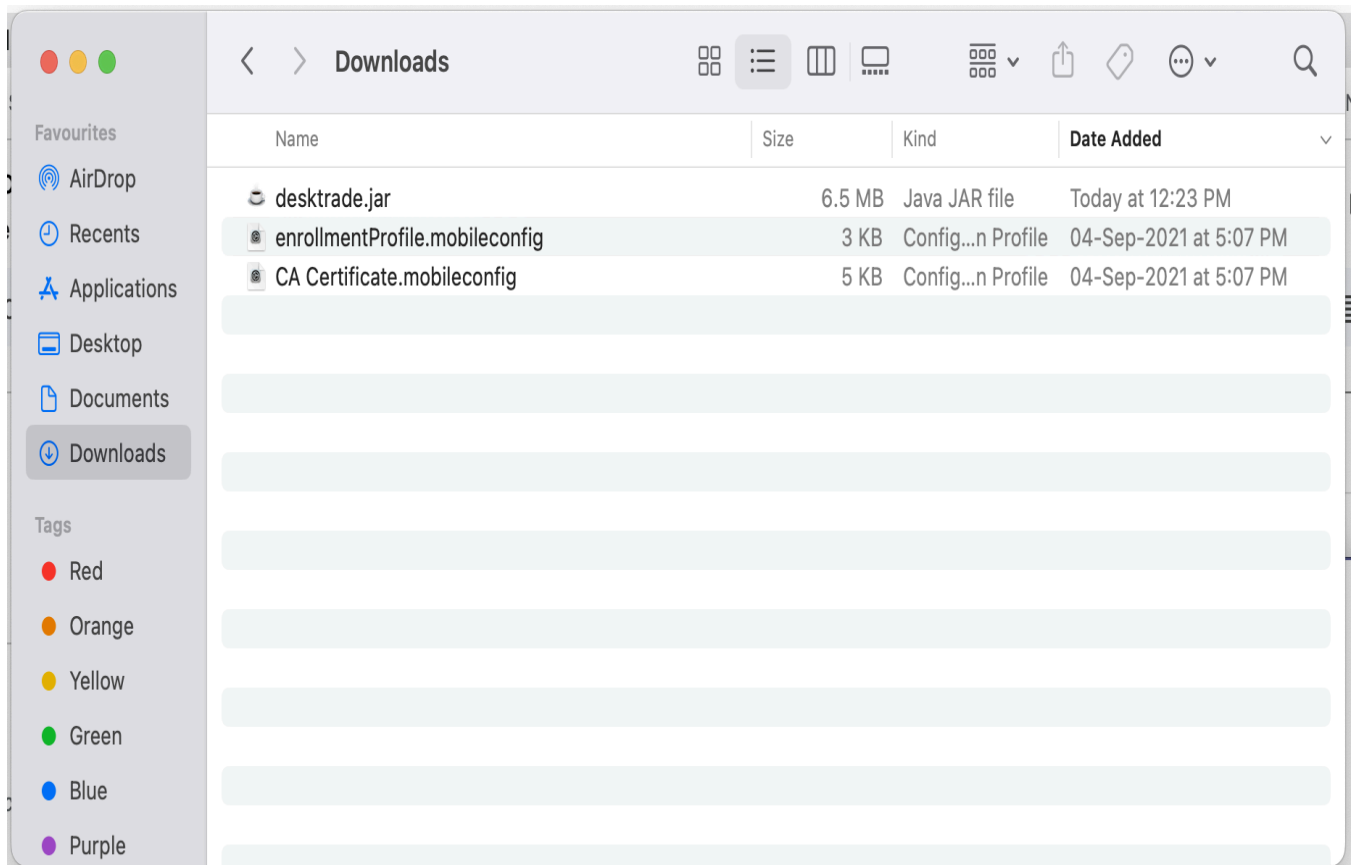 Downloads
Favourites
AirDrop
Recents
Applications
Desktop
Documents
Downloads
Tags
Red
Orange
Yellow
Green
Blue
Purple
Name Size Kind Date Added
desktrade.jar 6.5 MB Java JAR file Today at 12:23 PM
enrollmentProfile.mobileconfig 3 KB Config...n Profile 04-Sep-2021 at 5:07 PM
CA Certificate.mobileconfig 5 KB Config...n Profile 04-Sep-2021 at 5:07 PM